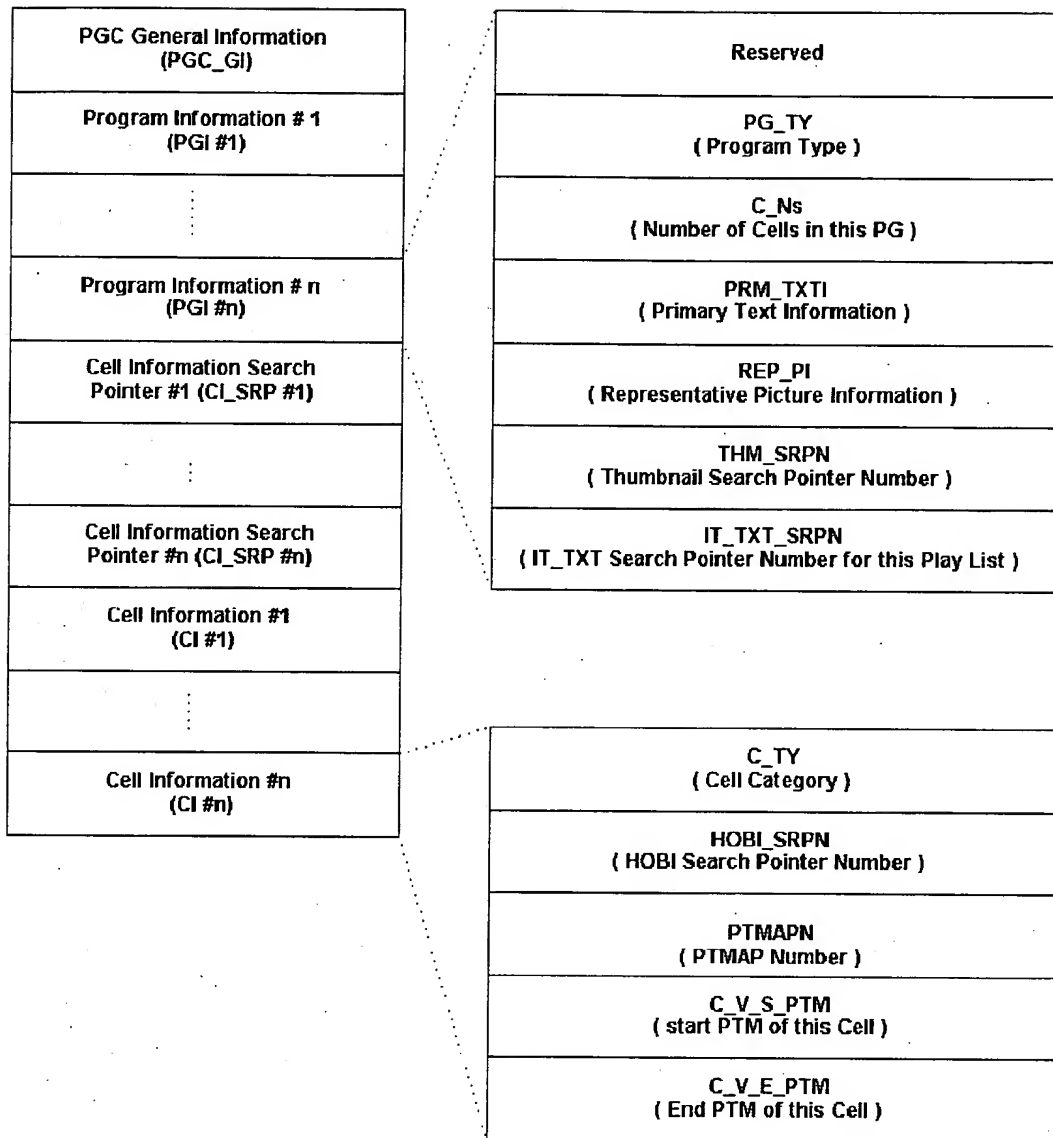 PGC General Information
(PGC_GI)
Program Information # 1
(PGI #1)
Program Information # n
(PGI #n)
Cell Information Search
Pointer #1 (CI_SRP #1)
Cell Information Search
Pointer #n (CI_SRP #n)
Cell Information #1
(CI #1)
Cell Information #n
(CI #n)
Reserved
PG_TY
( Program Type )
C_Ns
( Number of Cells in this PG )
PRM_TXTI
( Primary Text Information )
REP_PI
( Representative Picture Information )
THM_SRPN
( Thumbnail Search Pointer Number )
IT_TXT_SRPN
( IT_TXT Search Pointer Number for this Play List )
C_TY
( Cell Category )
HOBI_SRPN
( HOBI Search Pointer Number )
PTMAPN
( PTMAP Number )
C_V_S_PTM
( start PTM of this Cell )
C_V_E_PTM
( End PTM of this Cell )